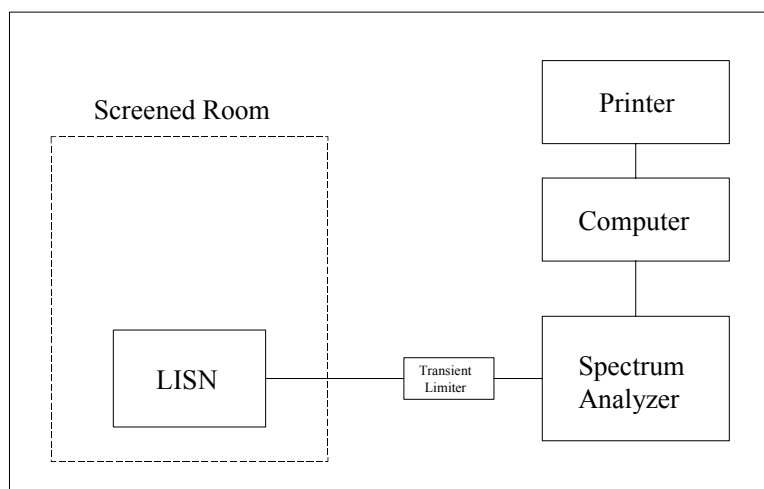 Printer
Screened Room
Computer
LISN
Transient
Limiter
Spectrum
Analyzer